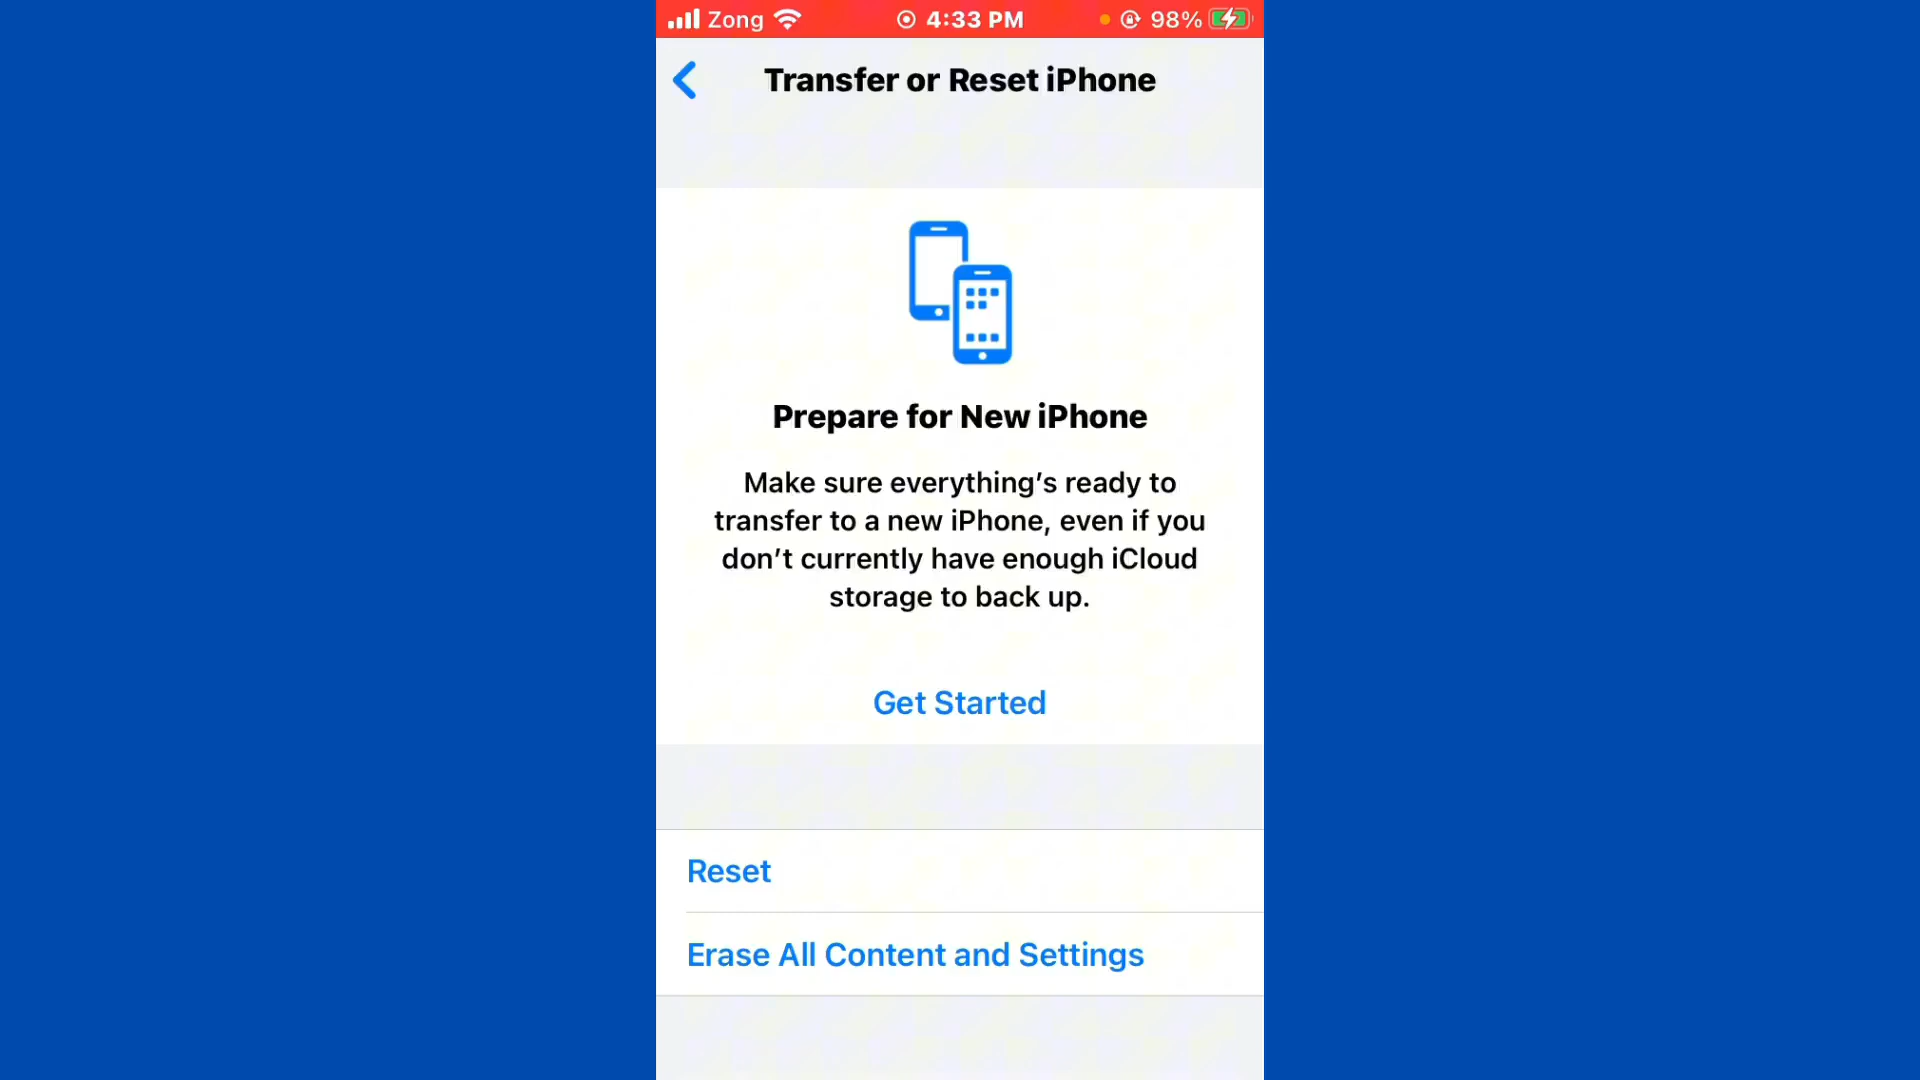 Zong 4:33 PM 98%
Transfer or Reset iPhone
Prepare for New iPhone
Make sure everything’s ready to
transfer to a new iPhone, even if you
don’t currently have enough iCloud
storage to back up.
Get Started
Reset
Erase All Content and Settings